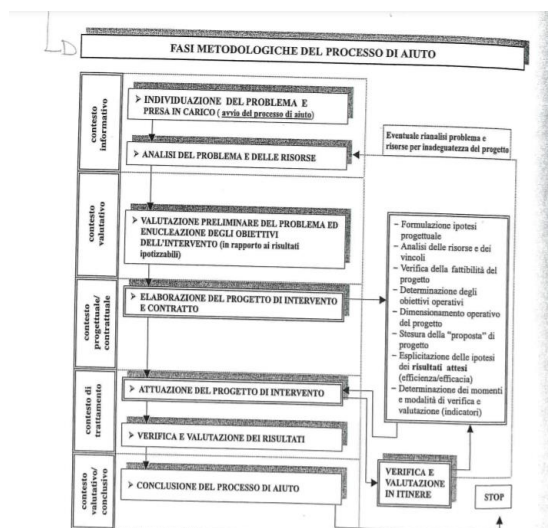 LD
FASI METODOLOGICHE DEL PROCESSO DI AIUTO
contesto
informativo
➢ INDIVIDUAZIONE DEL PROBLEMA E
PRESA IN CARICO ( avvio del processo di aiuto)
➢ ANALISI DEL PROBLEMA E DELLE RISORSE
Eventuale rianalisi problema e
risorse per inadeguatezza del progetto
contesto
valutativo
➢ VALUTAZIONE PRELIMINARE DEL PROBLEMA ED
ENUCLEAZIONE DEGLI OBIETTIVI
DELL'INTERVENTO (in rapporto ai risultati
ipotizzabili)
contesto
progettuale/
contrattuale
➢ ELABORAZIONE DEL PROGETTO DI INTERVENTO
E CONTRATTO
– Formulazione ipotesi
progettuale
– Analisi delle risorse e dei
vincoli
– Verifica della fattibilità del
progetto
– Determinazione degli
obiettivi operativi
– Dimensionamento operativo
del progetto
– Stesura della "proposta" di
progetto
– Esplicitazione delle ipotesi
dei risultati attesi
(efficienza/efficacia)
– Determinazione dei momenti
e modalità di verifica e
valutazione (indicatori)
contesto di
trattamento
➢ ATTUAZIONE DEL PROGETTO DI INTERVENTO
➢ VERIFICA E VALUTAZIONE DEI RISULTATI
contesto
valutativo/
conclusivo
➢ CONCLUSIONE DEL PROCESSO DI AIUTO
VERIFICA E
VALUTAZIONE
IN ITINERE
STOP